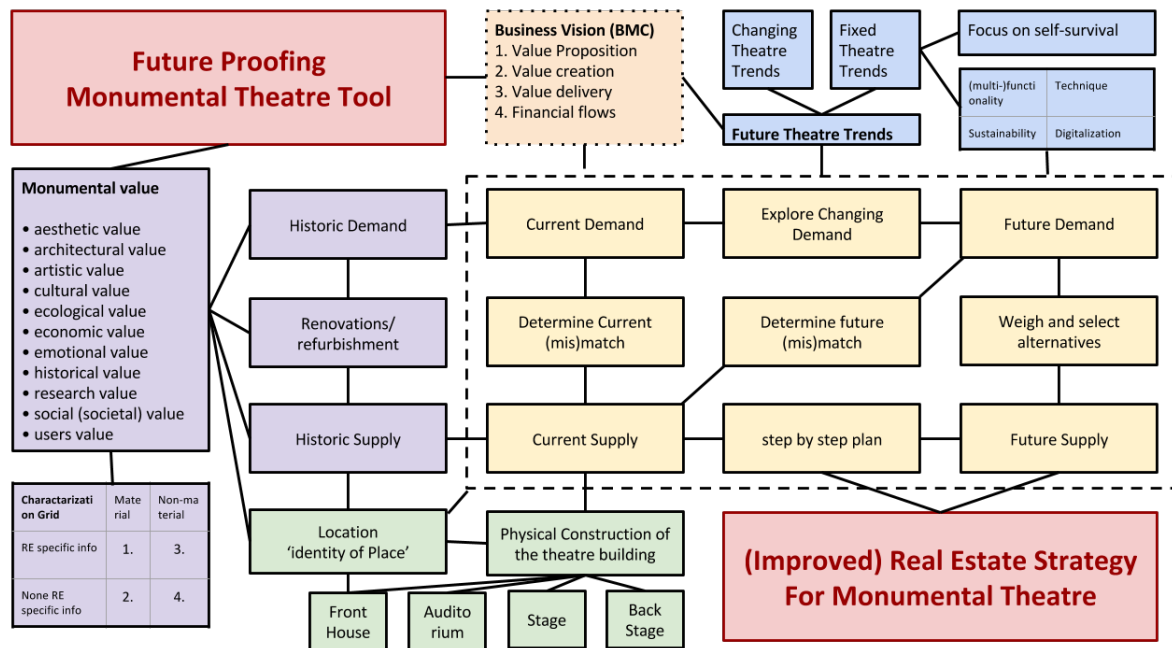 Future Proofing
Monumental Theatre Tool
Business Vision (BMC)
1. Value Proposition
2. Value creation
3. Value delivery
4. Financial flows
Changing
Theatre
Trends
Fixed
Theatre
Trends
Focus on self-survival
(multi-)functi
onality
Technique
Sustainability
Digitalization
Future Theatre Trends
Monumental value
• aesthetic value
• architectural value
• artistic value
• cultural value
• ecological value
• economic value
• emotional value
• historical value
• research value
• social (societal) value
• users value
Historic Demand
Current Demand
Explore Changing
Demand
Future Demand
Renovations/
refurbishment
Determine Current
(mis)match
Determine future
(mis)match
Weigh and select
alternatives
Historic Supply
Current Supply
step by step plan
Future Supply
Charactarizati
on Grid
Mate
rial
Non-ma
terial
RE specific info
1.
3.
None RE
specific info
2.
4.
Location
‘identity of Place’
Physical Construction of
the theatre building
Front
House
Audito
rium
Stage
Back
Stage
(Improved) Real Estate Strategy
For Monumental Theatre